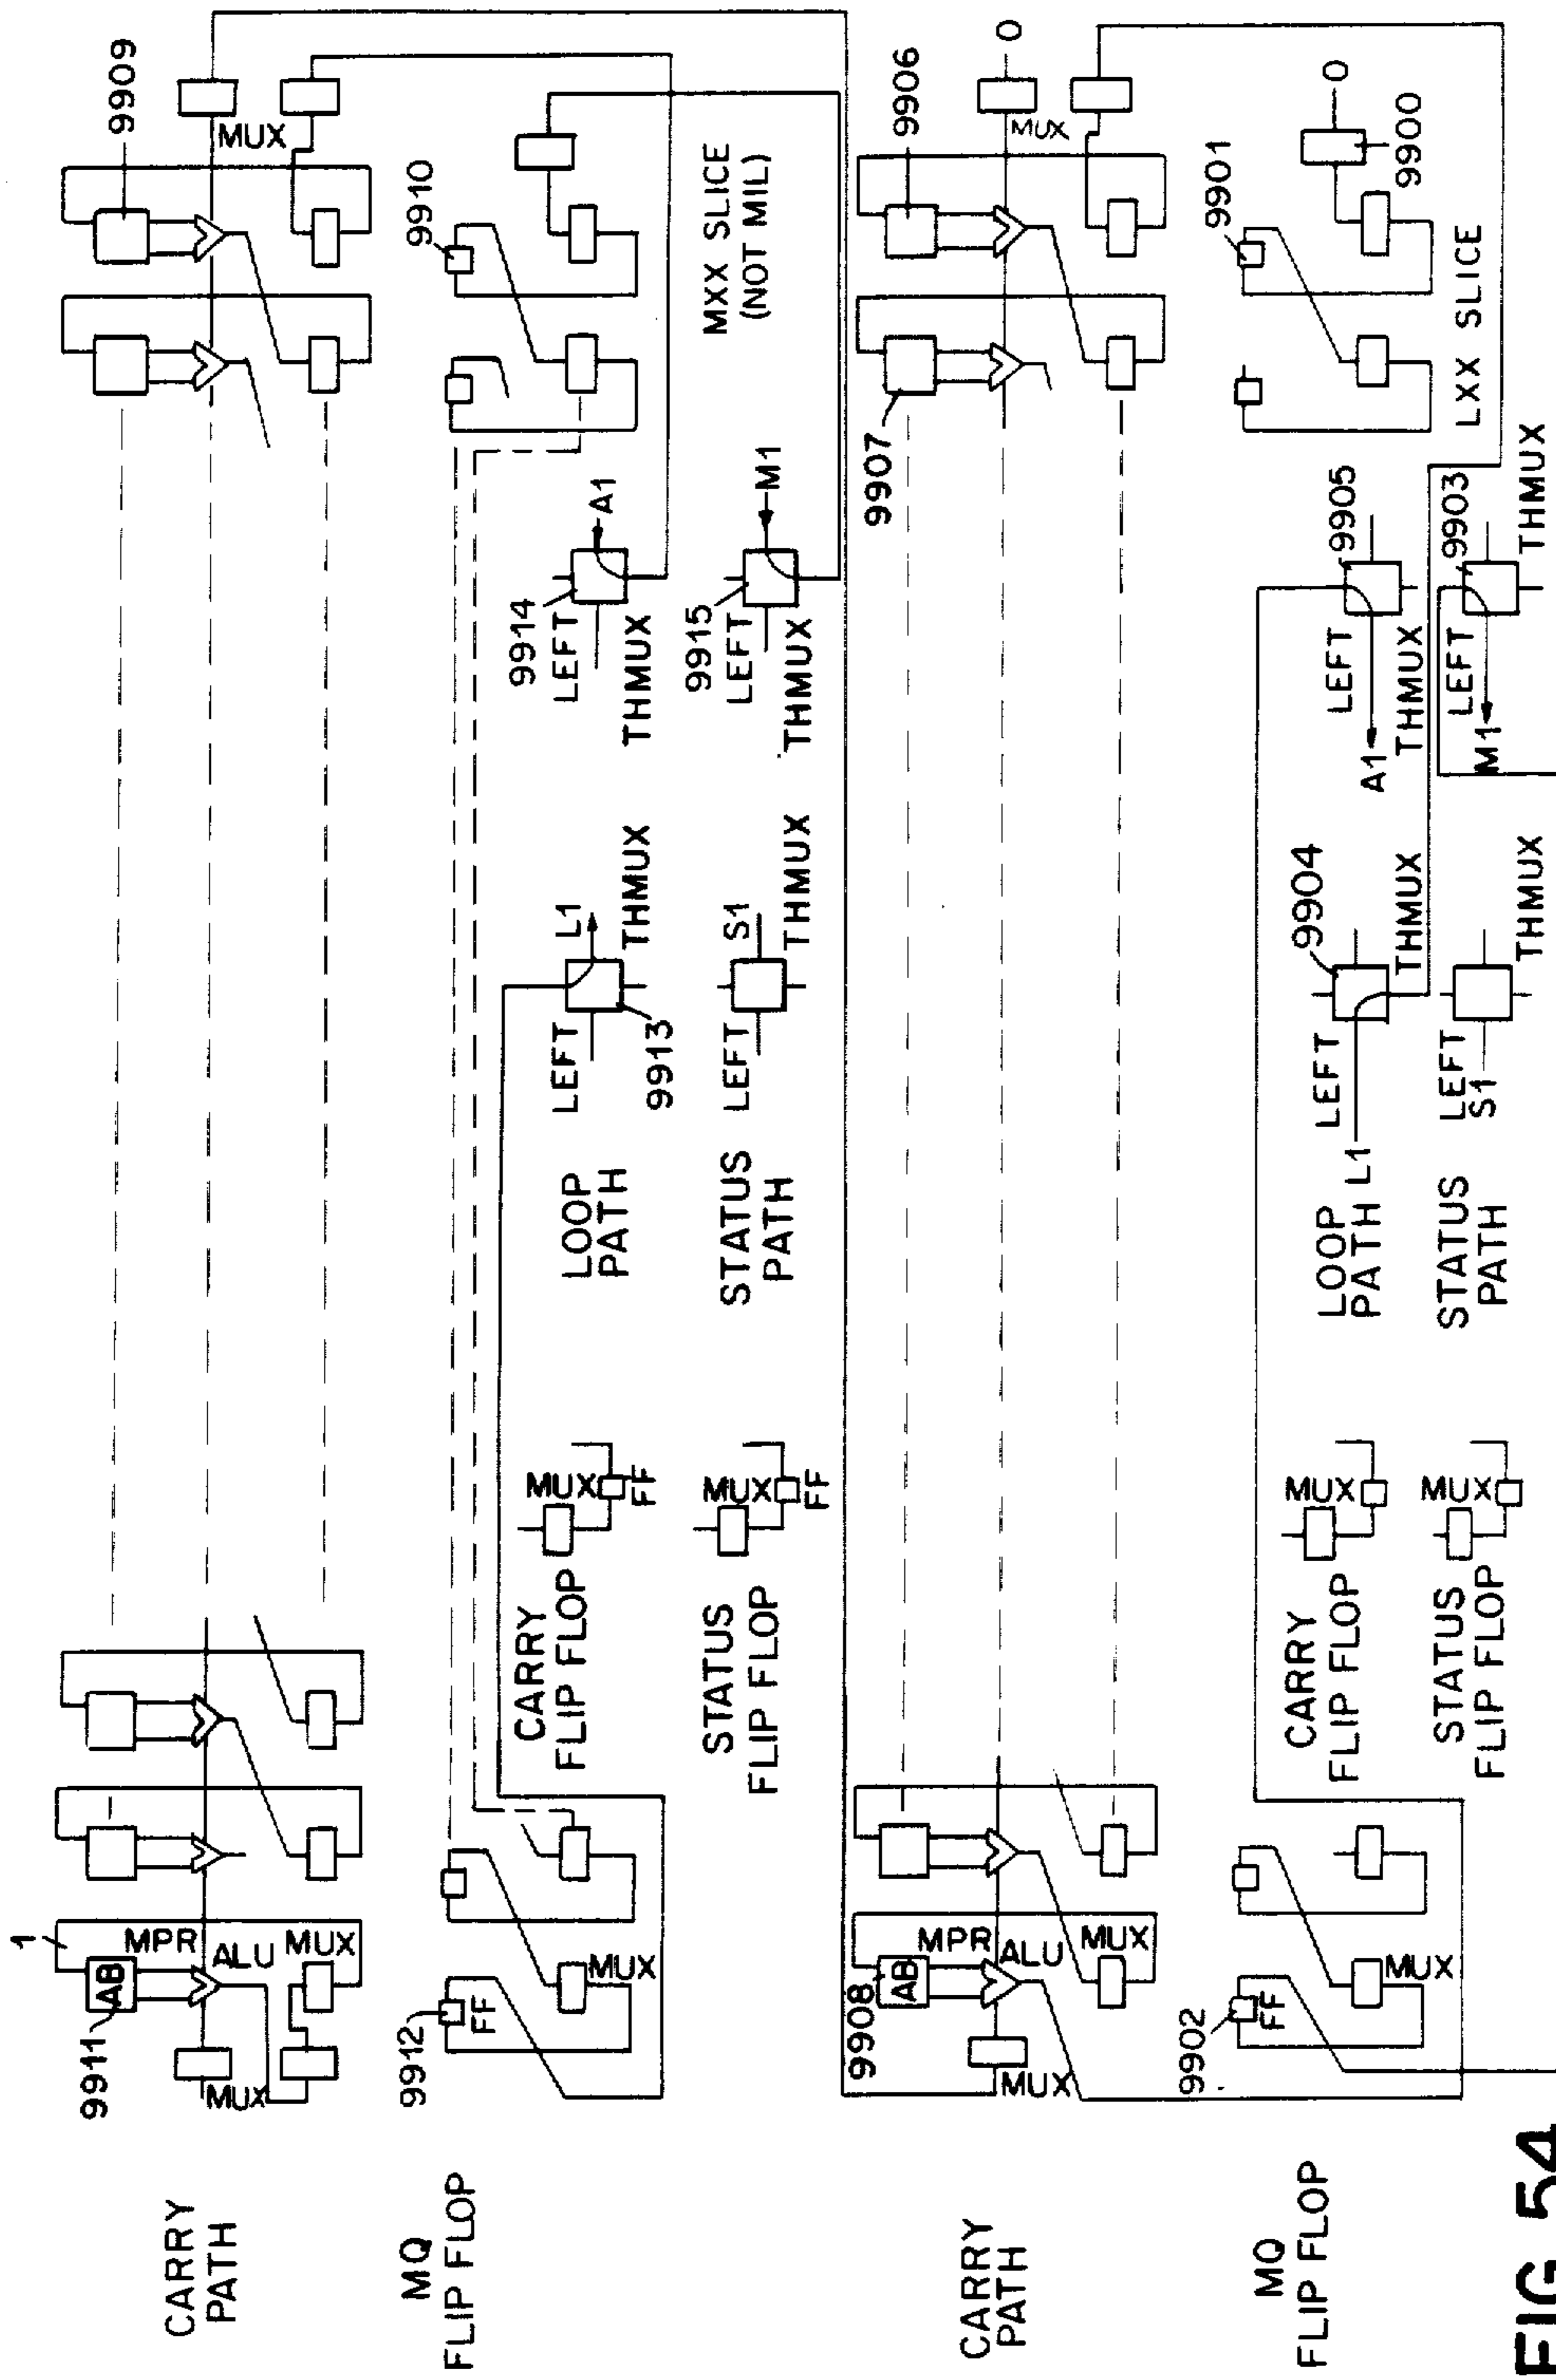 CARRY
PATH
1
9911
AB
MPR
ALU
MUX
MUX
MUX
9909
MQ
FLIP FLOP
9912
FF
MUX
9910
CARRY
FLIP FLOP
MUX
FF
LOOP
PATH
LEFT
9913
L1
THMUX
9914
LEFT
A1
THMUX
STATUS
FLIP FLOP
MUX
FF
STATUS
PATH
LEFT
S1
THMUX
9915
LEFT
M1
THMUX
MXX SLICE
(NOT MIL)
CARRY
PATH
9908
AB
MPR
ALU
MUX
MUX
9907
9906
MUX
0
MQ
FLIP FLOP
9902
FF
MUX
9901
0
9900
LXX SLICE
CARRY
FLIP FLOP
MUX
LOOP
PATH
L1
LEFT
9904
THMUX
A1
LEFT
9905
THMUX
STATUS
FLIP FLOP
MUX
STATUS
PATH
LEFT
S1
THMUX
M1
LEFT
9903
THMUX
FIG 54